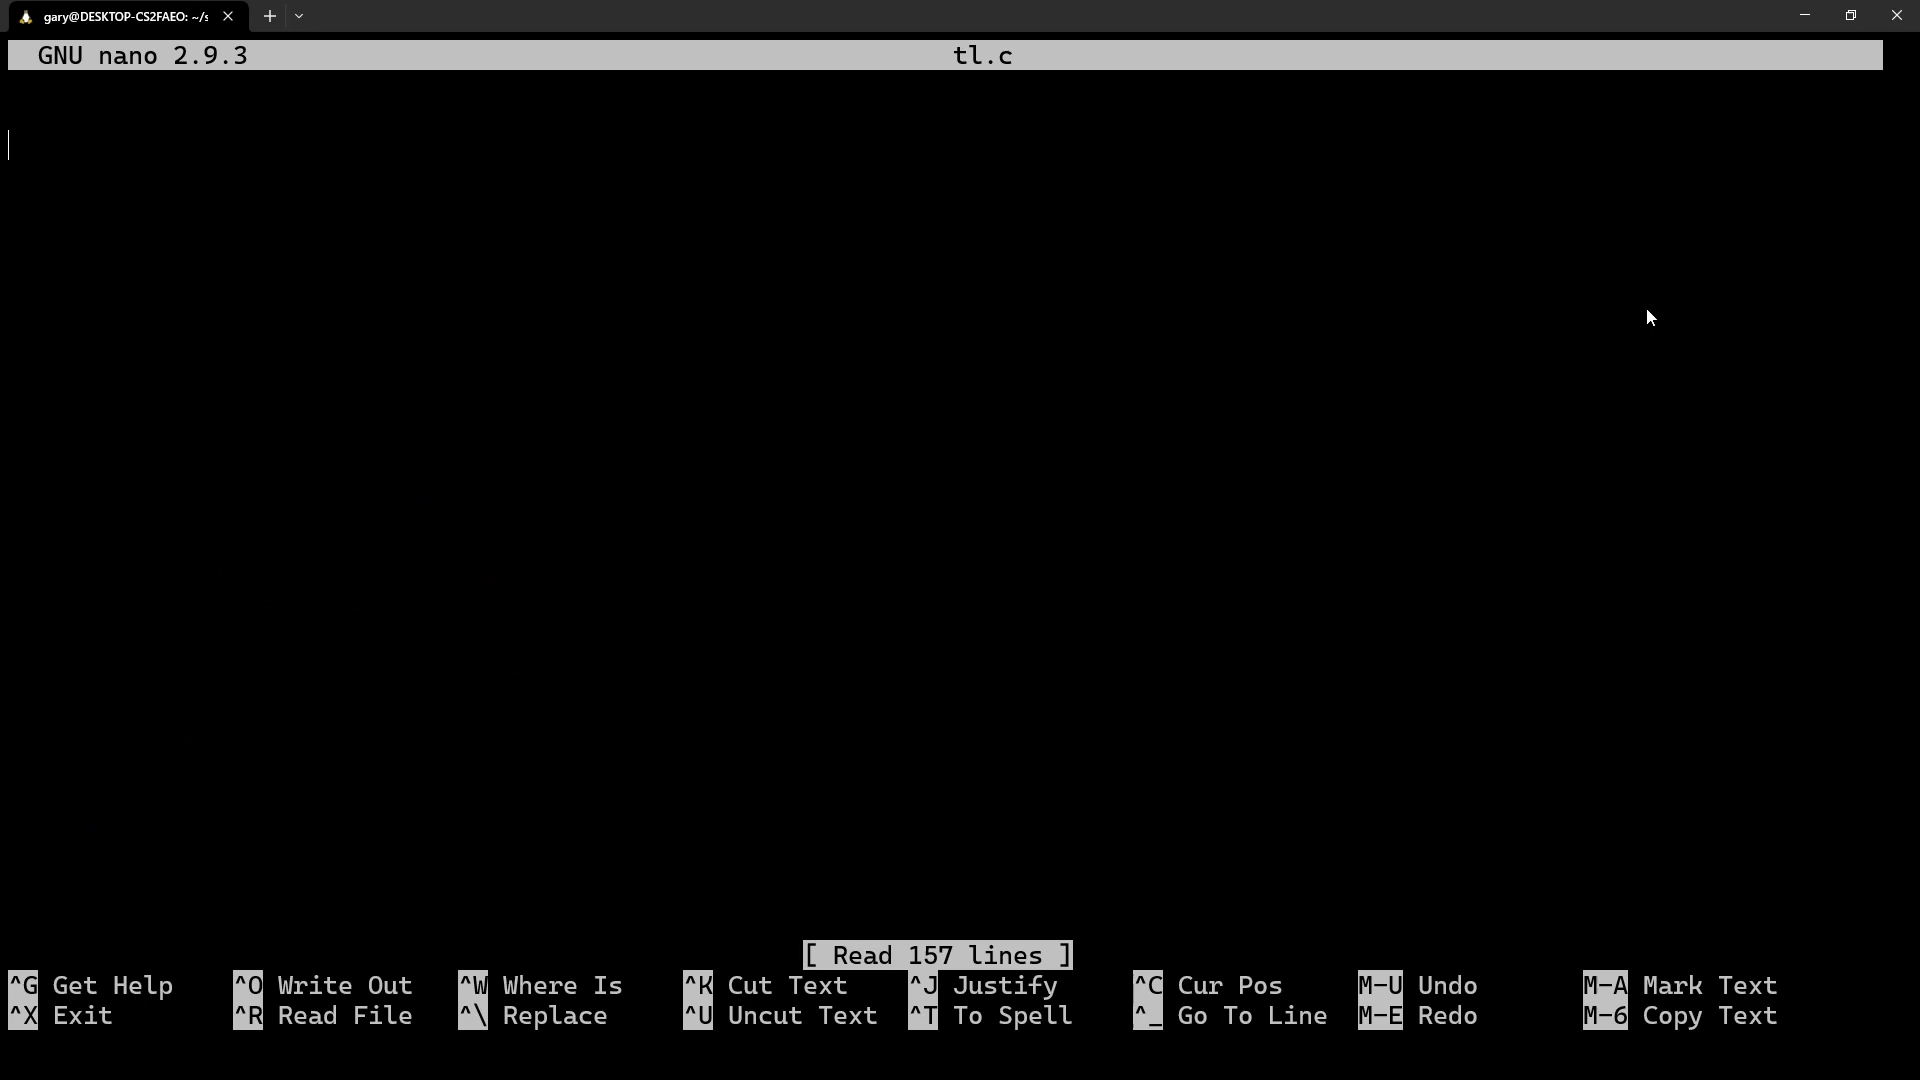 gary@DESKTOP-CS2FAEO: ~/s
GNU nano 2.9.3 tl.c
[ Read 157 lines ]
^G Get Help ^O Write Out ^W Where Is ^K Cut Text ^J Justify ^C Cur Pos M-U Undo M-A Mark Text
^X Exit ^R Read File ^\ Replace ^U Uncut Text ^T To Spell ^_ Go To Line M-E Redo M-6 Copy Text